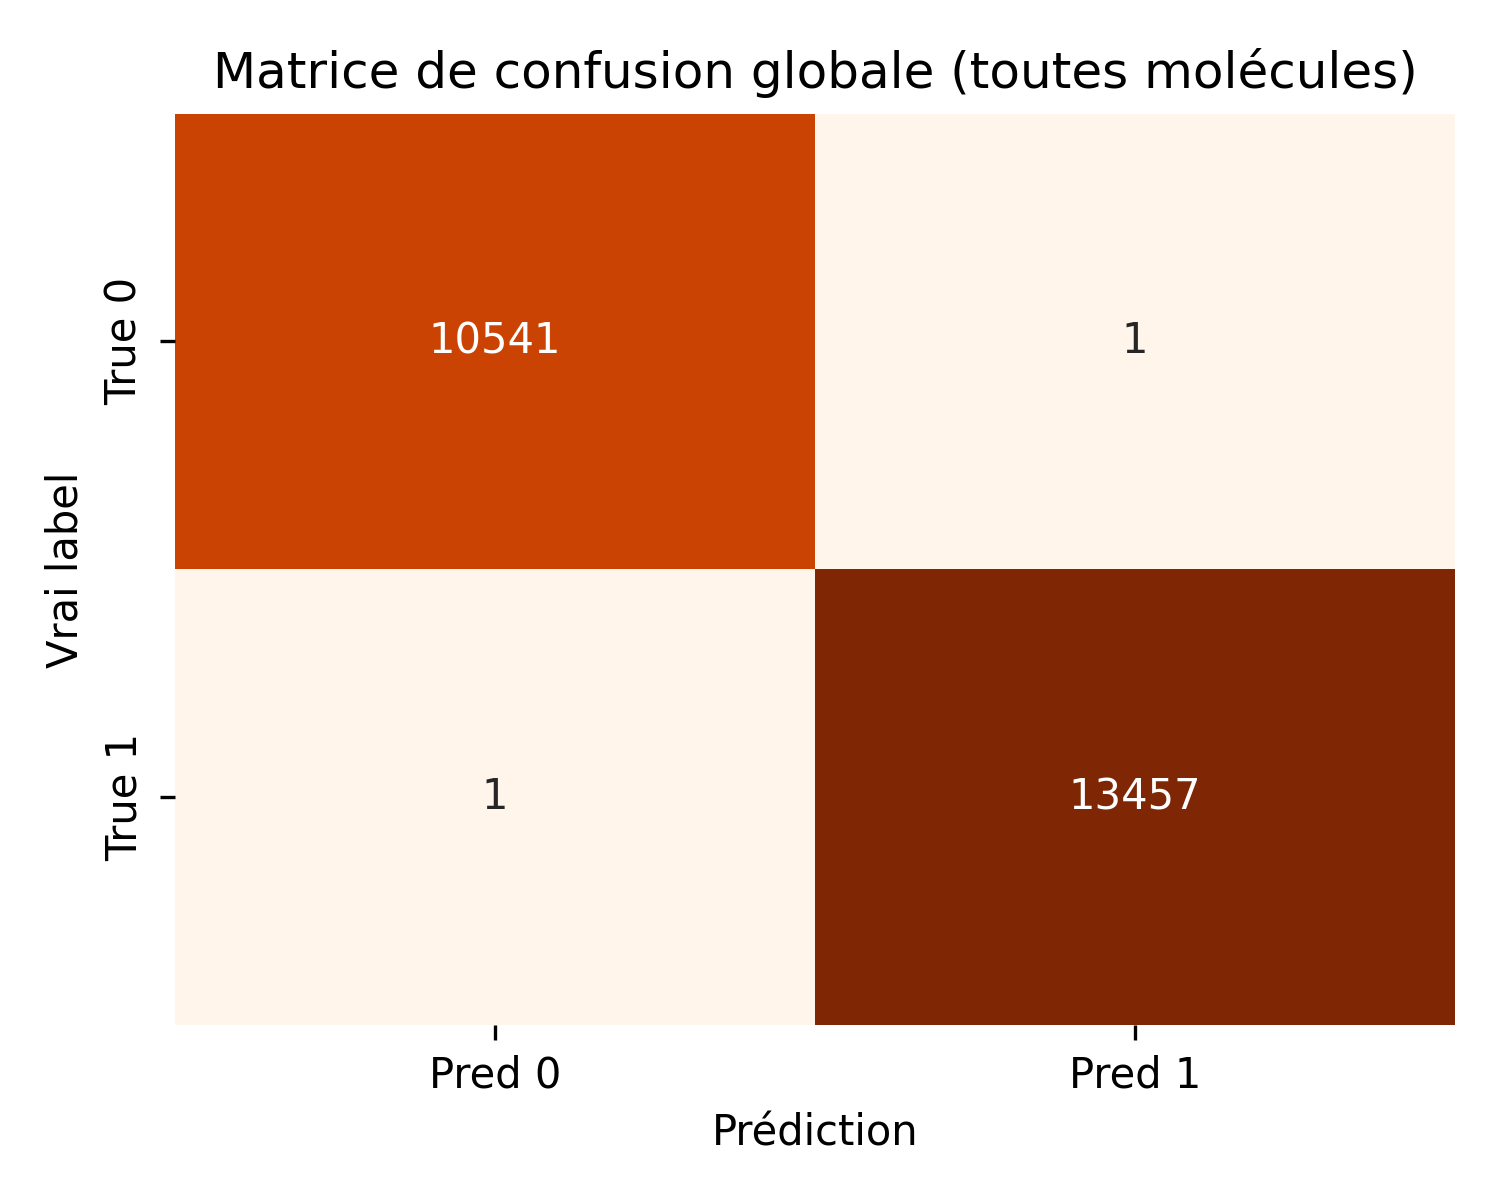 Matrice de confusion globale (toutes molécules)
True 0
10541
1
Vrai label
True 1
1
13457
Pred 0
Pred 1
Prédiction